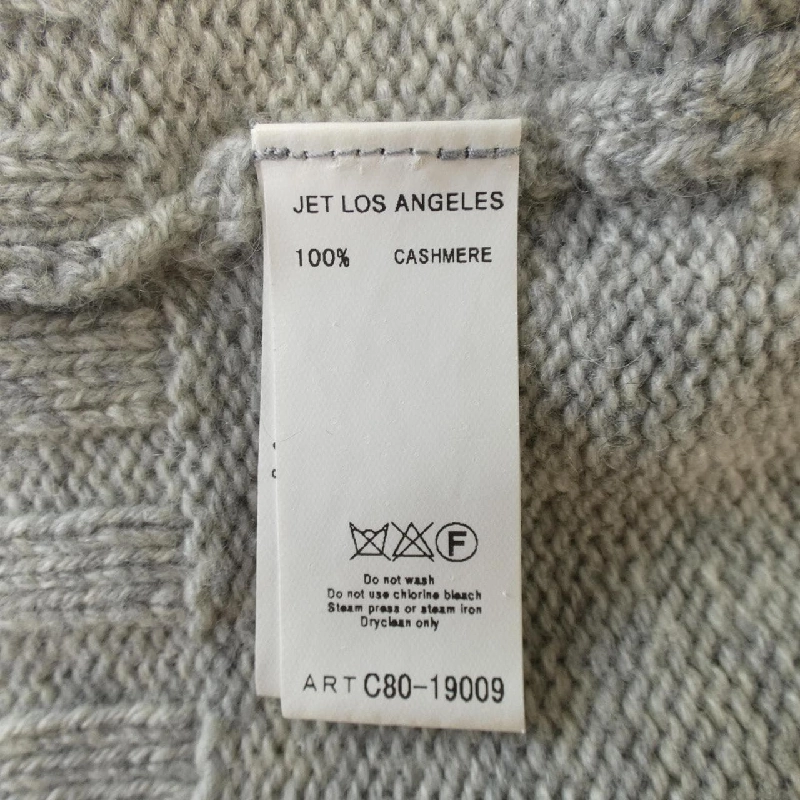 JET LOS ANGELES
100% CASHMERE
F
Do not wash
Do not use chlorine bleach
Steam press or steam iron
Dryclean only
ART C80-19009